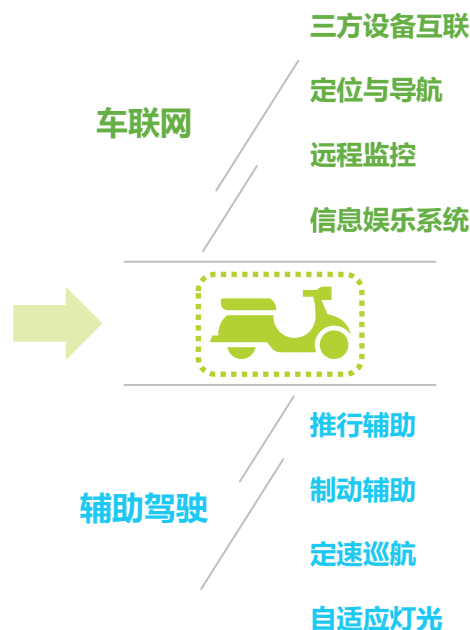 三方设备互联
定位与导航
车联网
远程监控
信息娱乐系统
推行辅助
制动辅助
辅助驾驶
定速巡航
自适应灯光